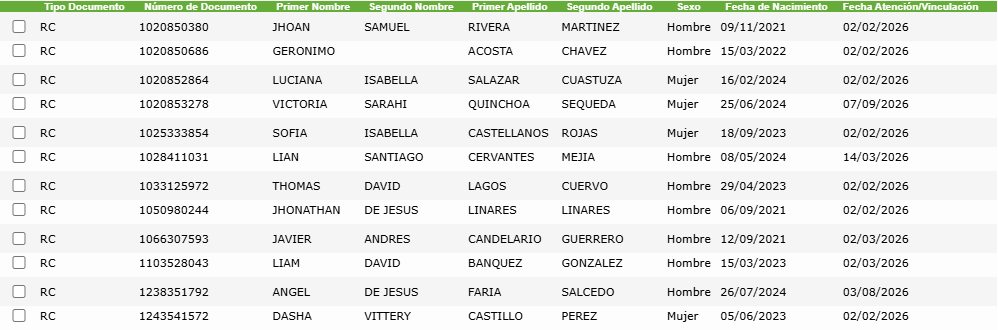 Tipo Documento Número de Documento Primer Nombre Segundo Nombre Primer Apellido Segundo Apellido Sexo Fecha de Nacimiento Fecha Atención/Vinculación
RC 1020850380 JHOAN SAMUEL RIVERA MARTINEZ Hombre 09/11/2021 02/02/2026
RC 1020850686 GERONIMO ACOSTA CHAVEZ Hombre 15/03/2022 02/02/2026
RC 1020852864 LUCIANA ISABELLA SALAZAR CUASTUZA Mujer 16/02/2024 02/02/2026
RC 1020853278 VICTORIA SARAHI QUINCHOA SEQUEDA Mujer 25/06/2024 07/09/2026
RC 1025333854 SOFIA ISABELLA CASTELLANOS ROJAS Mujer 18/09/2023 02/02/2026
RC 1028411031 LIAN SANTIAGO CERVANTES MEJIA Hombre 08/05/2024 14/03/2026
RC 1033125972 THOMAS DAVID LAGOS CUERVO Hombre 29/04/2023 02/02/2026
RC 1050980244 JHONATHAN DE JESUS LINARES LINARES Hombre 06/09/2021 02/02/2026
RC 1066307593 JAVIER ANDRES CANDELARIO GUERRERO Hombre 12/09/2021 02/03/2026
RC 1103528043 LIAM DAVID BANQUEZ GONZALEZ Hombre 15/03/2023 02/03/2026
RC 1238351792 ANGEL DE JESUS FARIA SALCEDO Hombre 26/07/2024 03/08/2026
RC 1243541572 DASHA VITTERY CASTILLO PEREZ Mujer 05/06/2023 02/02/2026